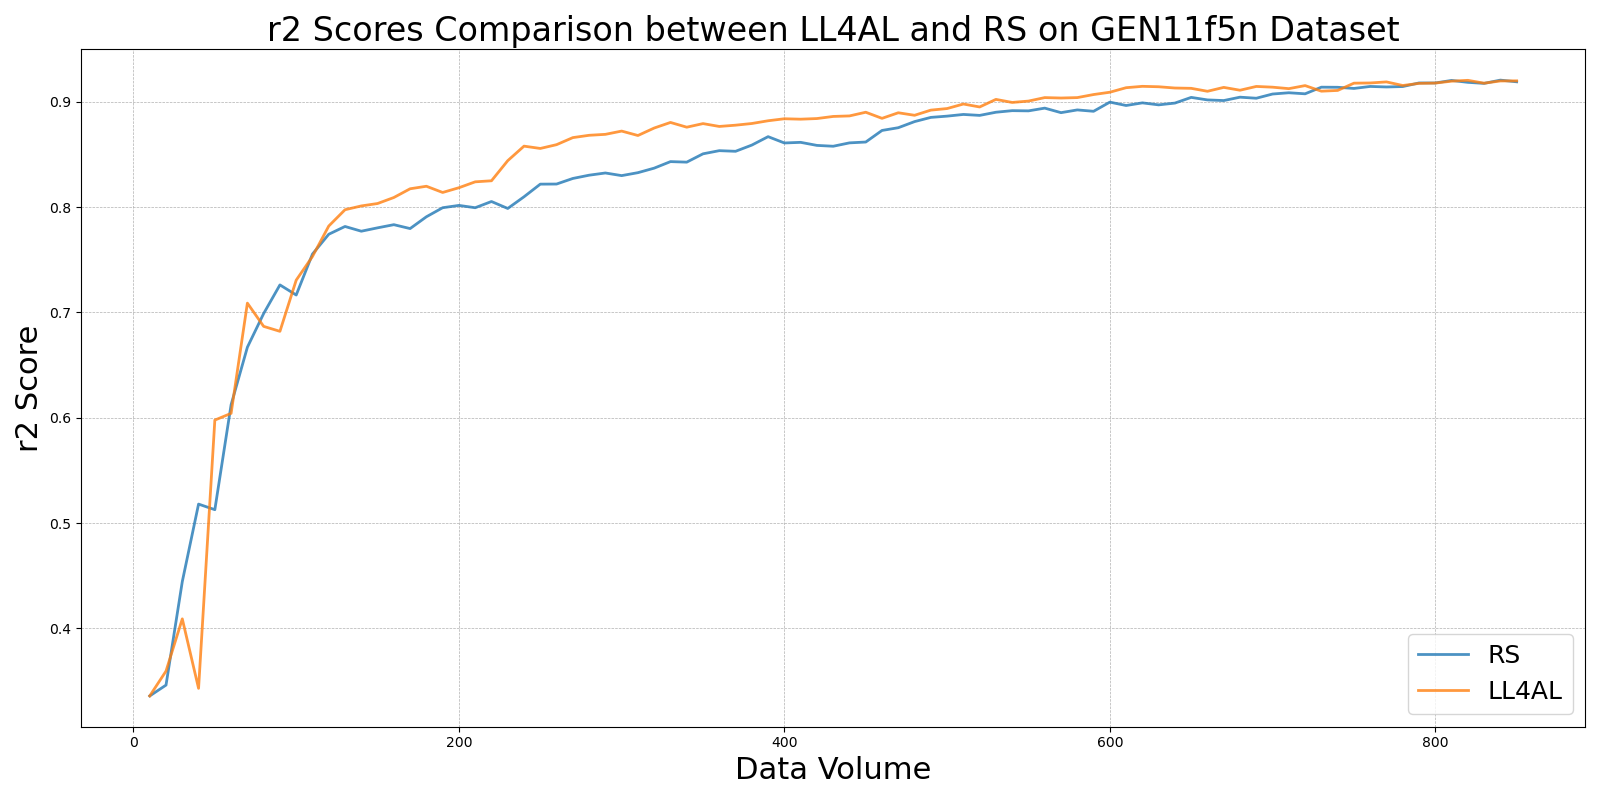 r2 Scores Comparison between LL4AL and RS on GEN11f5n Dataset
r2 Score
0.9
0.8
0.7
0.6
0.5
0.4
0 200 400 600 800
Data Volume
RS
LL4AL